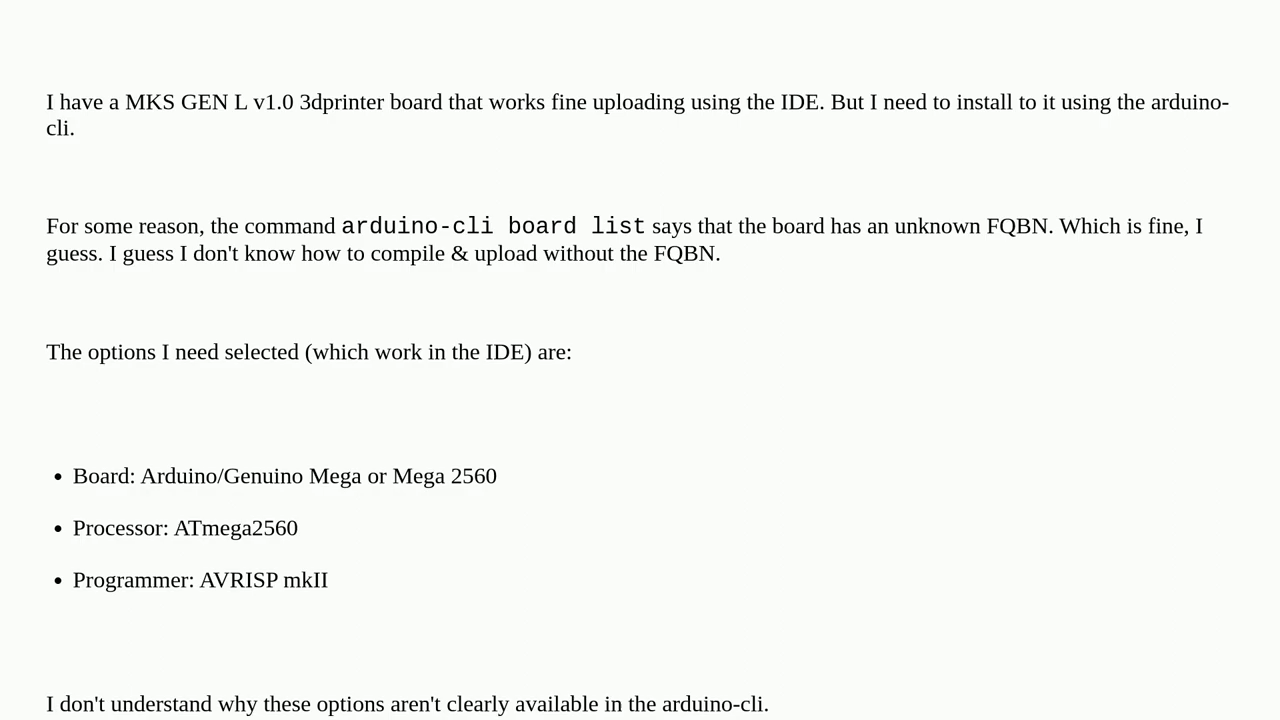 I have a MKS GEN L v1.0 3dprinter board that works fine uploading using the IDE. But I need to install to it using the arduino-
cli.
For some reason, the command arduino-cli board list says that the board has an unknown FQBN. Which is fine, I
guess. I guess I don't know how to compile & upload without the FQBN.
The options I need selected (which work in the IDE) are:
• Board: Arduino/Genuino Mega or Mega 2560
• Processor: ATmega2560
• Programmer: AVRISP mkII
I don't understand why these options aren't clearly available in the arduino-cli.